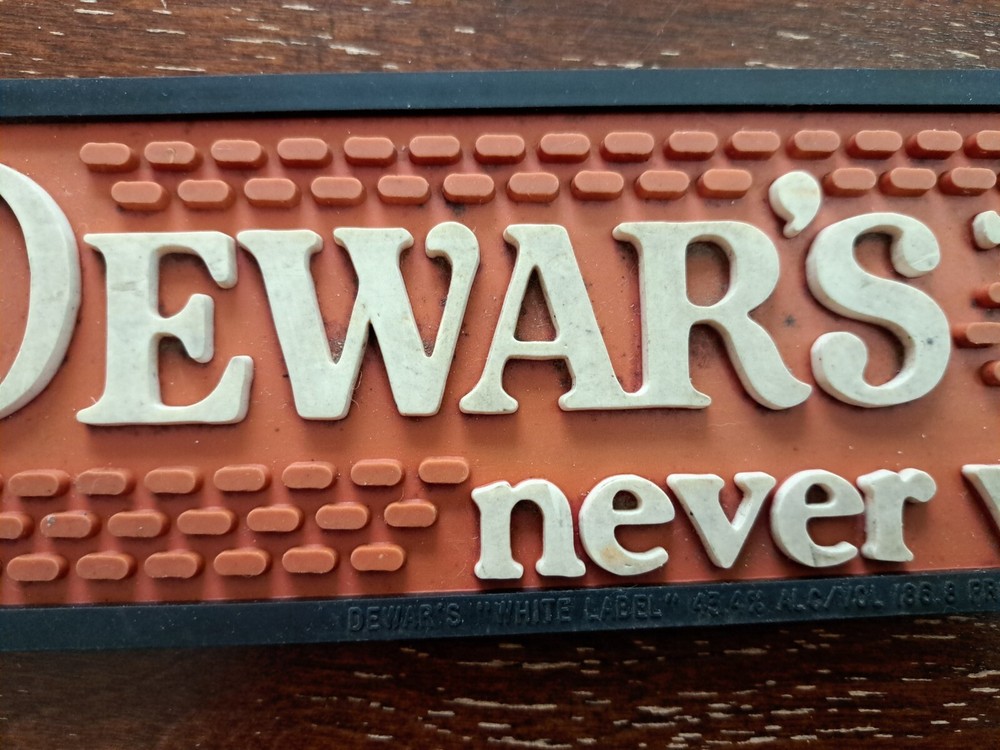 DEWAR'S
never
DEWAR'S "WHITE LABEL" 43.4% ALC/VOL 86.8